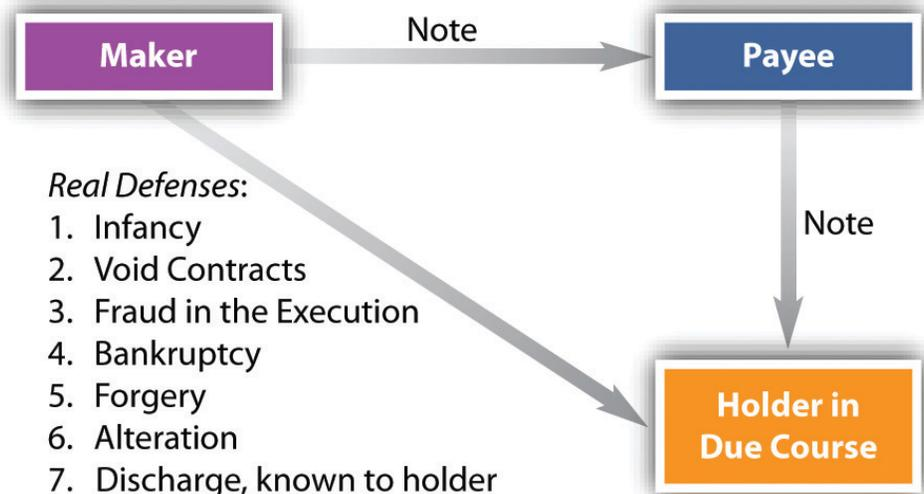 Maker
Note
Payee
Real Defenses:
1. Infancy
2. Void Contracts
3. Fraud in the Execution
4. Bankruptcy
5. Forgery
6. Alteration
7. Discharge, known to holder
Note
Holder in
Due Course